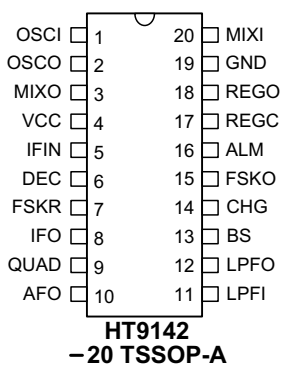 OSCI 1 20 MIXI
OSCO 2 19 GND
MIXO 3 18 REGO
VCC 4 17 REGC
IFIN 5 16 ALM
DEC 6 15 FSKO
FSKR 7 14 CHG
IFO 8 13 BS
QUAD 9 12 LPFO
AFO 10 11 LPFI
HT9142
–20 TSSOP-A